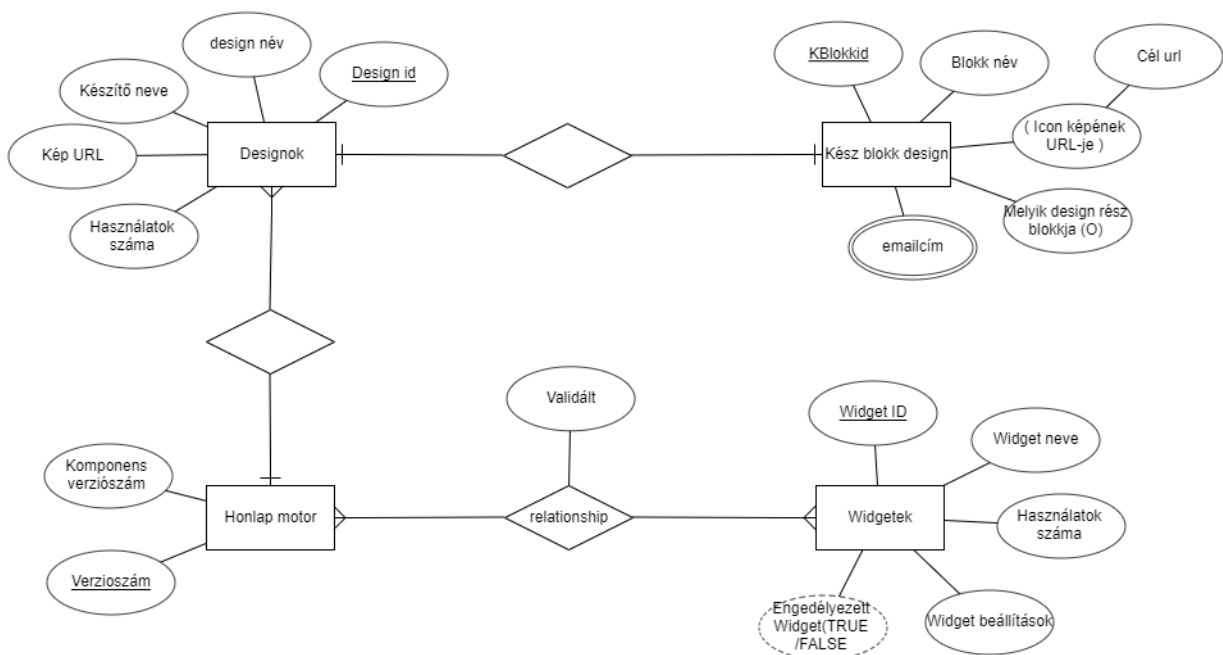 design név
Design id
Készítő neve
Kép URL
Designok
Használatok
száma
KBlokkid
Blokk név
Cél url
( Icon képének
URL-je )
Kész blokk design
Melyik design rész
blokkja (O)
emailcím
Validált
Komponens
verziószám
Honlap motor
Verzioszám
relationship
Widget ID
Widget neve
Widgetek
Használatok
száma
Engedélyezett
Widget(TRUE
/FALSE
Widget beállítások